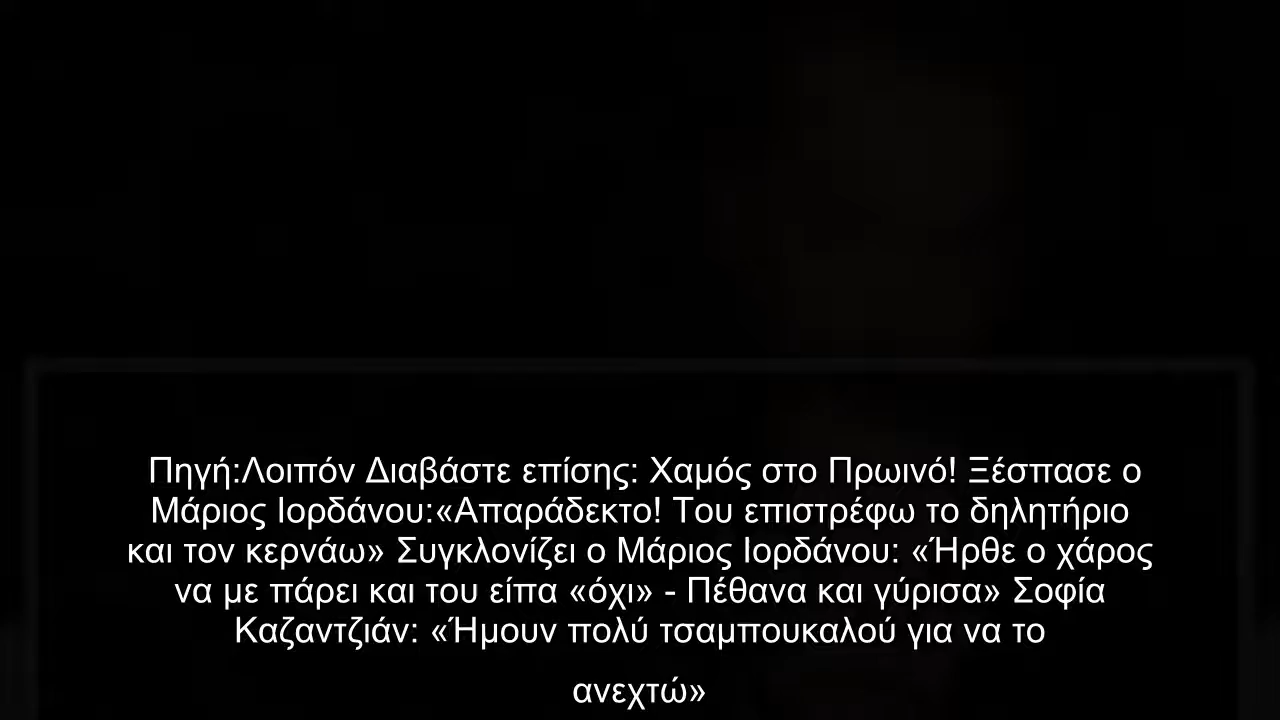 Πηγή:Λοιπόν Διαβάστε επίσης: Χαμός στο Πρωινό! Ξέσπασε ο
Μάριος Ιορδάνου:«Απαράδεκτο! Του επιστρέφω το δηλητήριο
και τον κερνάω» Συγκλονίζει ο Μάριος Ιορδάνου: «Ήρθε ο χάρος
να με πάρει και του είπα «όχι» - Πέθανα και γύρισα» Σοφία
Καζαντζιάν: «Ήμουν πολύ τσαμπουκαλού για να το
ανεχτώ»